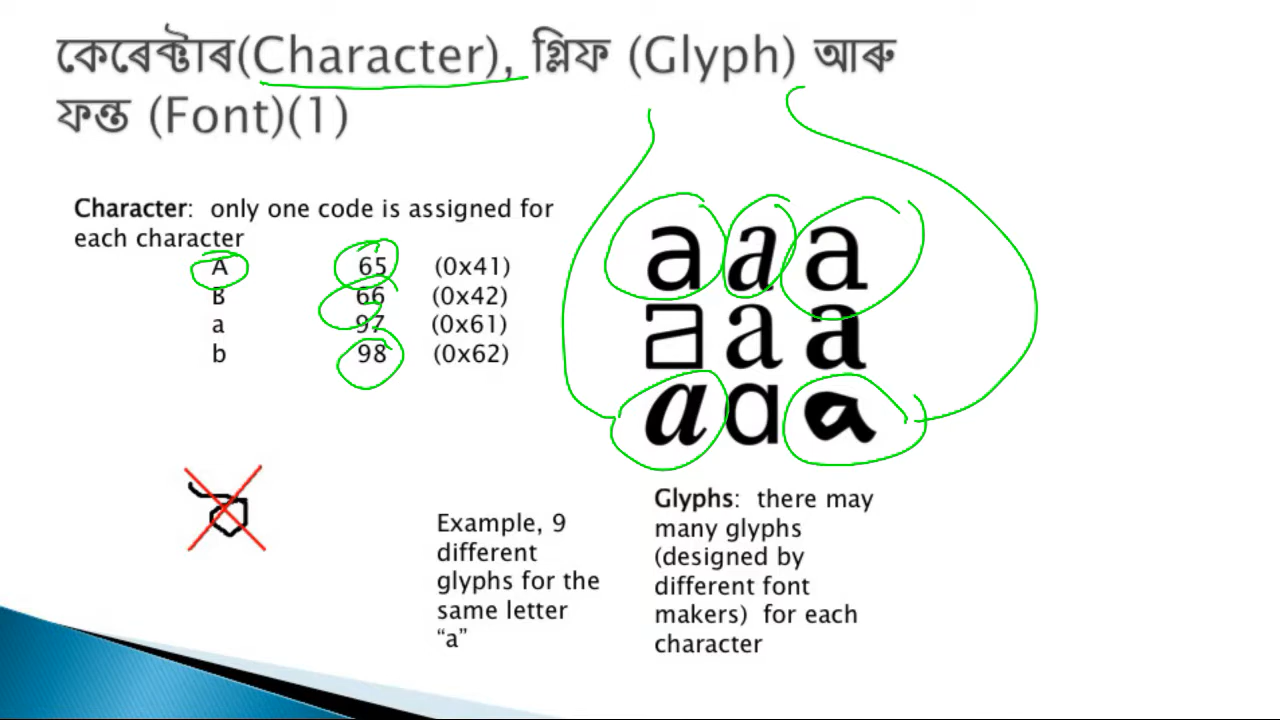 কেৰেক্টাৰ(Character), গ্লিফ (Glyph) আৰু
ফন্ত (Font)(1)
Character: only one code is assigned for
each character
A 65 (0x41)
B 66 (0x42)
a 97 (0x61)
b 98 (0x62)
a a a
a a a
a a a
Example, 9
different
glyphs for the
same letter
“a”
Glyphs: there may
many glyphs
(designed by
different font
makers) for each
character